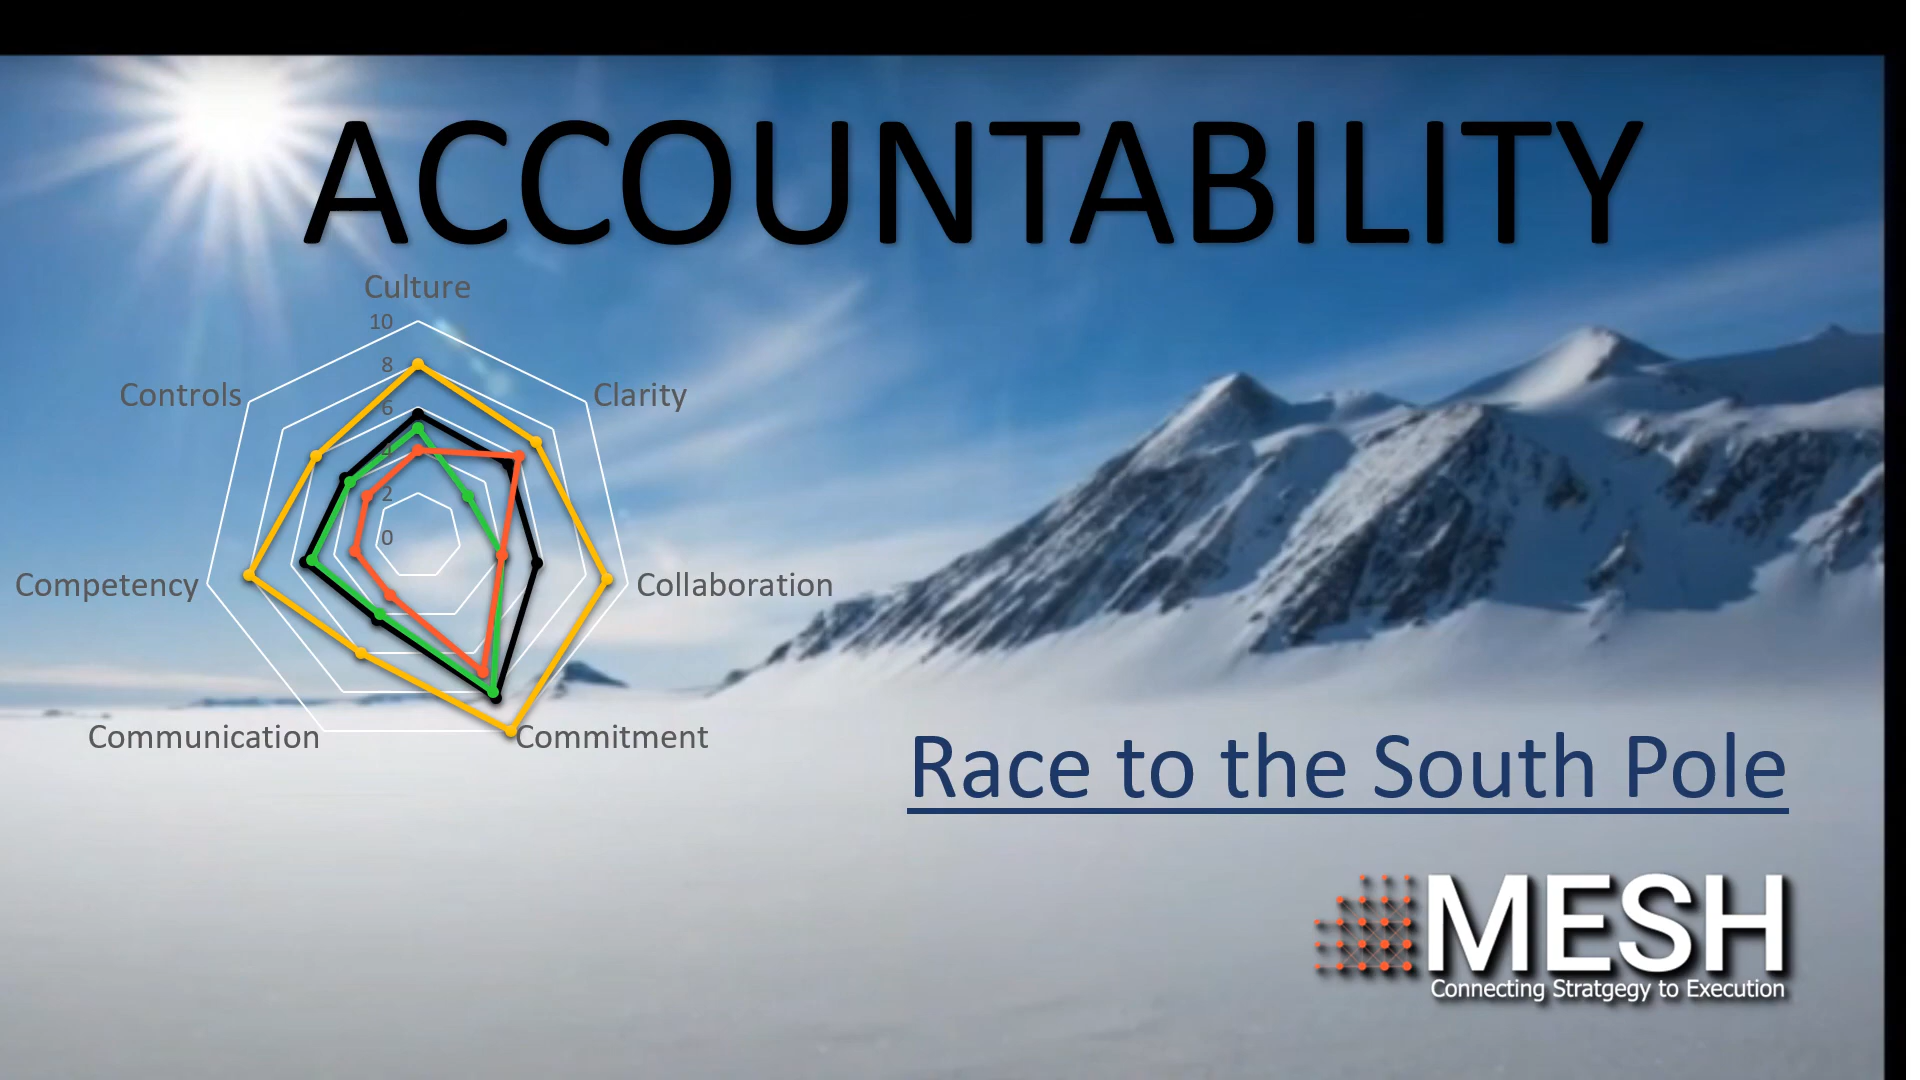 ACCOUNTABILITY
Culture
10
8
Controls
Clarity
6
4
2
0
Competency
Collaboration
Communication
Commitment
Race to the South Pole
MESH
Connecting Stratgegy to Execution